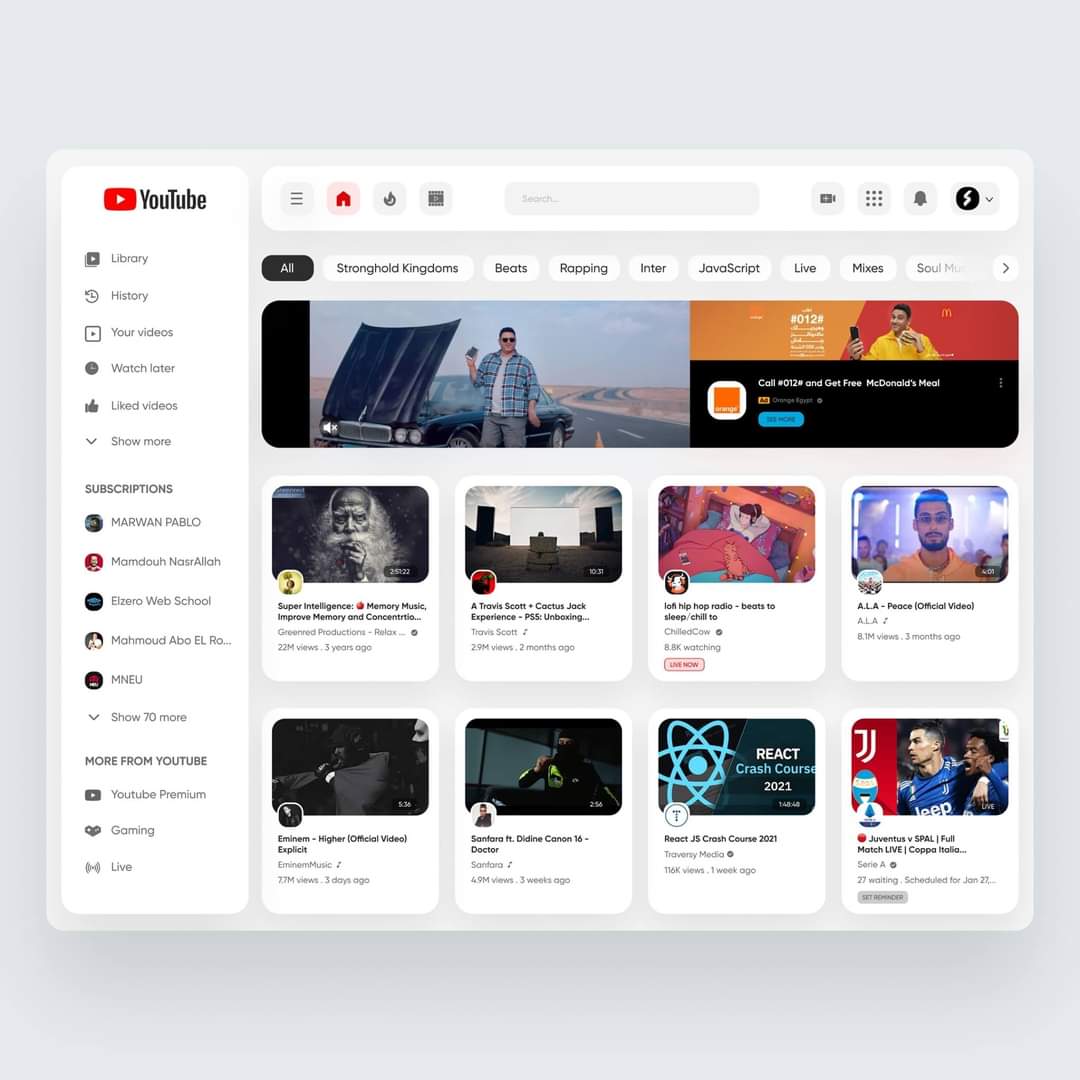 YouTube
Search...
Library
History
Your videos
Watch later
Liked videos
Show more
SUBSCRIPTIONS
MARWAN PABLO
Mamdouh NasrAllah
Elzero Web School
Mahmoud Abo EL Ro...
MNEU
Show 70 more
MORE FROM YOUTUBE
Youtube Premium
Gaming
Live
All
Stronghold Kingdoms
Beats
Rapping
Inter
JavaScript
Live
Mixes
Soul Mu
orange
#012#
Call #012# and Get Free McDonald's Meal
Ad Orange Egypt
SEE MORE
orange
2:51:22
Super Intelligence: Memory Music,
Improve Memory and Concentrtio...
Greenred Productions - Relax ...
22M views . 3 years ago
10:31
A Travis Scott + Cactus Jack
Experience - PS5: Unboxing...
Travis Scott
2.9M views . 2 months ago
lofi hip hop radio - beats to
sleep/chill to
ChilledCow
8.8K watching
LIVE NOW
4:01
A.L.A - Peace (Official Video)
A.L.A
8.1M views . 3 months ago
5:36
Eminem - Higher (Official Video)
Explicit
EminemMusic
7.7M views . 3 days ago
2:56
Sanfara ft. Didine Canon 16 -
Doctor
Sanfara
4.9M views . 3 weeks ago
REACT
Crash Course
2021
1:48:48
React JS Crash Course 2021
Traversy Media
116K views . 1 week ago
Jeep
LIVE
Juventus v SPAL | Full
Match LIVE | Coppa Italia...
Serie A
27 waiting . Scheduled for Jan 27,...
SET REMINDER